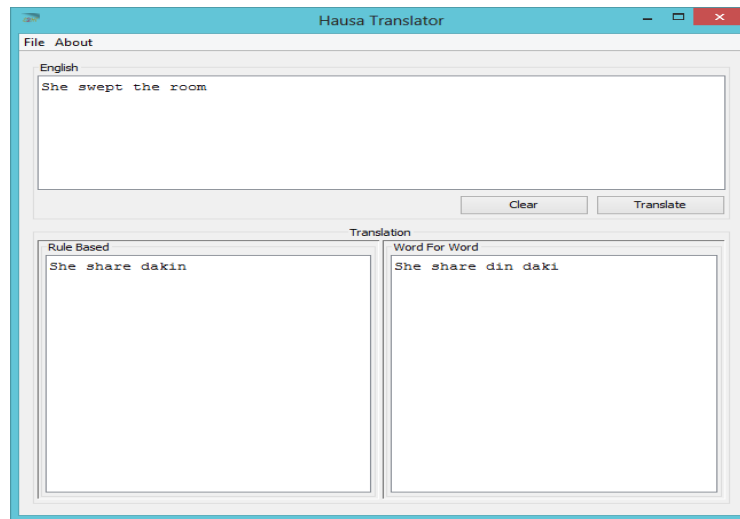 Hausa Translator
File About
English
She swept the room
Clear Translate
Translation
Rule Based Word For Word
She share dakin She share din daki